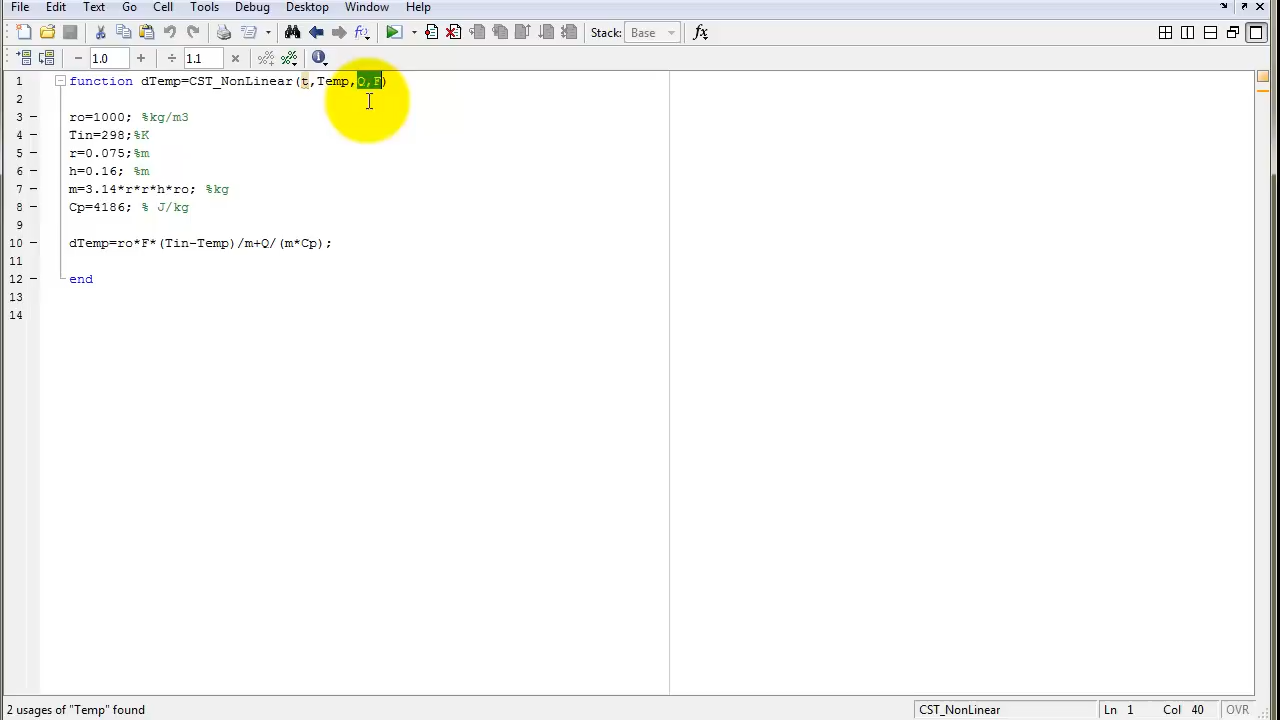 File Edit Text Go Cell Tools Debug Desktop Window Help
Stack: Base fx
1.0 1.1
1 function dTemp=CST_NonLinear(t,Temp,Q,F)
2
3 ro=1000; %kg/m3
4 Tin=298;%K
5 r=0.075;%m
6 h=0.16; %m
7 m=3.14*r*r*h*ro; %kg
8 Cp=4186; % J/kg
9
10 dTemp=ro*F*(Tin-Temp)/m+Q/(m*Cp);
11
12 end
13
14
2 usages of "Temp" found CST_NonLinear Ln 1 Col 40 OVR